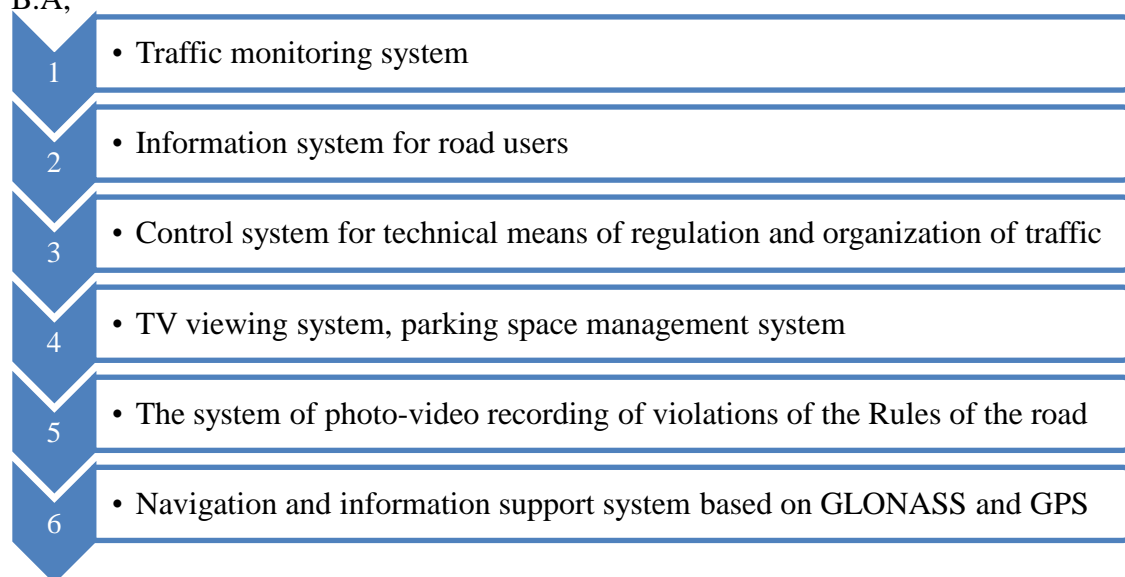 B.A,
1 • Traffic monitoring system
2 • Information system for road users
3 • Control system for technical means of regulation and organization of traffic
4 • TV viewing system, parking space management system
5 • The system of photo-video recording of violations of the Rules of the road
6 • Navigation and information support system based on GLONASS and GPS